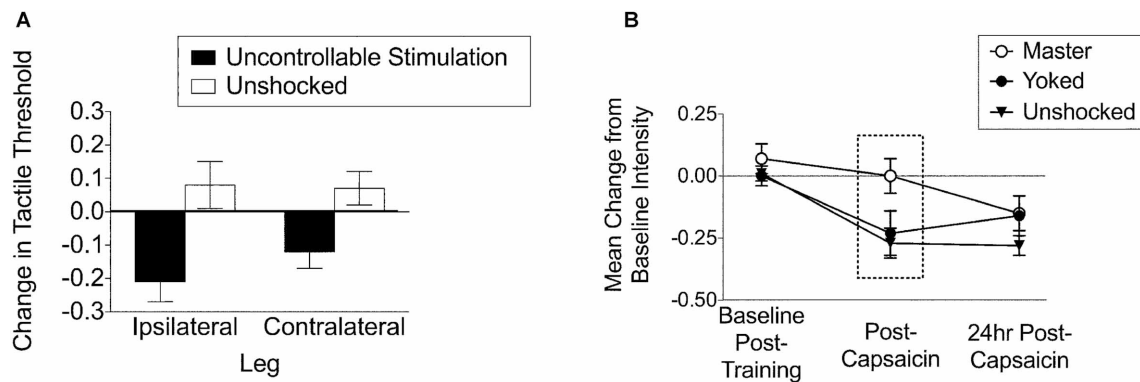 A
Uncontrollable Stimulation
Unshocked
Change in Tactile Threshold
0.3
0.2
0.1
0.0
-0.1
-0.2
-0.3
Ipsilateral
Contralateral
Leg
B
Master
Yoked
Unshocked
Mean Change from
Baseline Intensity
0.25
0.00
-0.25
-0.50
Baseline
Post-
Training
Post-
Capsaicin
24hr Post-
Capsaicin